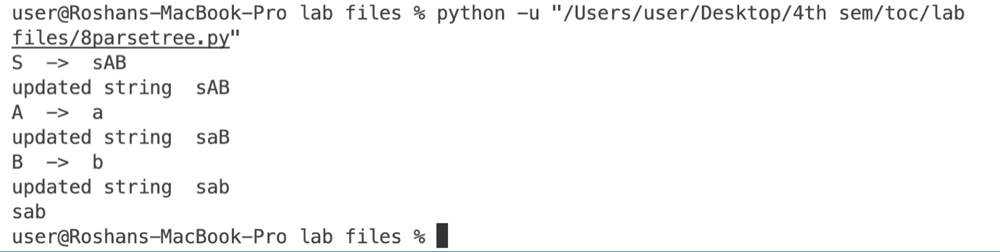 user@Roshans-MacBook-Pro lab files % python -u "/Users/user/Desktop/4th sem/toc/lab
files/8parsetree.py"
S  ->  sAB
updated string  sAB
A  ->  a
updated string  saB
B  ->  b
updated string  sab
sab
user@Roshans-MacBook-Pro lab files %